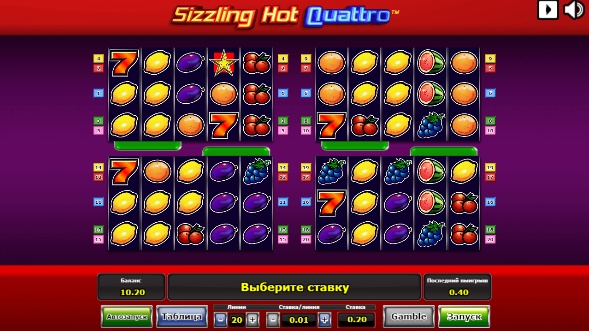 Sizzling Hot Quattro™
Выберите ставку
Баланс
10.20
Последний выигрыш
0.40
Автозапуск
Таблица
Линии
20
Ставка/линия
0.01
Ставка
0.20
Gamble
Запуск